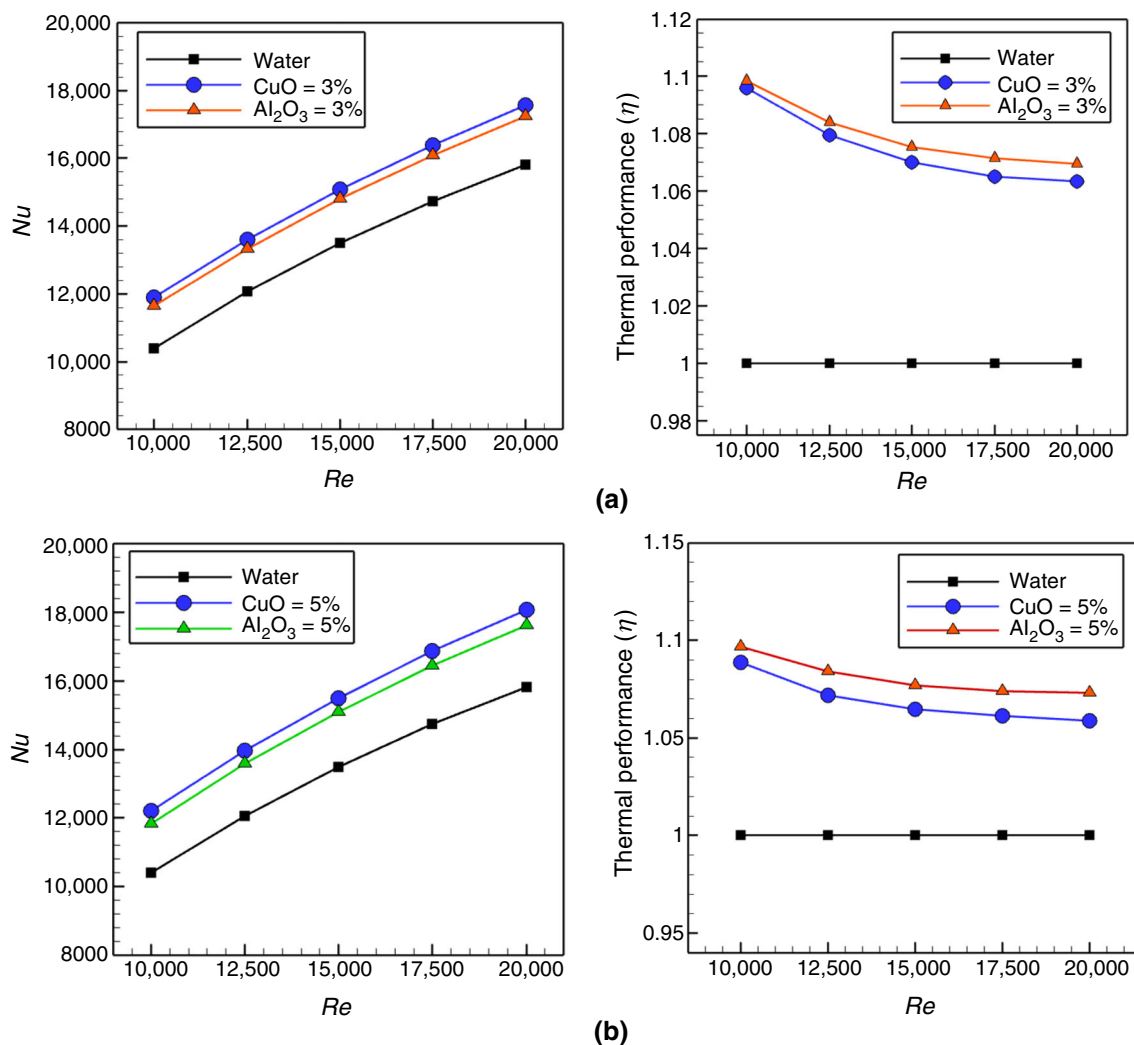 20,000
18,000
16,000
14,000
12,000
10,000
8000
Nu
Water
CuO = 3%
Al₂O₃ = 3%
10,000 12,500 15,000 17,500 20,000
Re
1.12
1.1
1.08
1.06
1.04
1.02
1
0.98
Thermal performance (η)
Water
CuO = 3%
Al₂O₃ = 3%
10,000 12,500 15,000 17,500 20,000
Re
(a)
20,000
18,000
16,000
14,000
12,000
10,000
8000
Nu
Water
CuO = 5%
Al₂O₃ = 5%
10,000 12,500 15,000 17,500 20,000
Re
1.15
1.10
1.05
1
0.95
Thermal performance (η)
Water
CuO = 5%
Al₂O₃ = 5%
10,000 12,500 15,000 17,500 20,000
Re
(b)